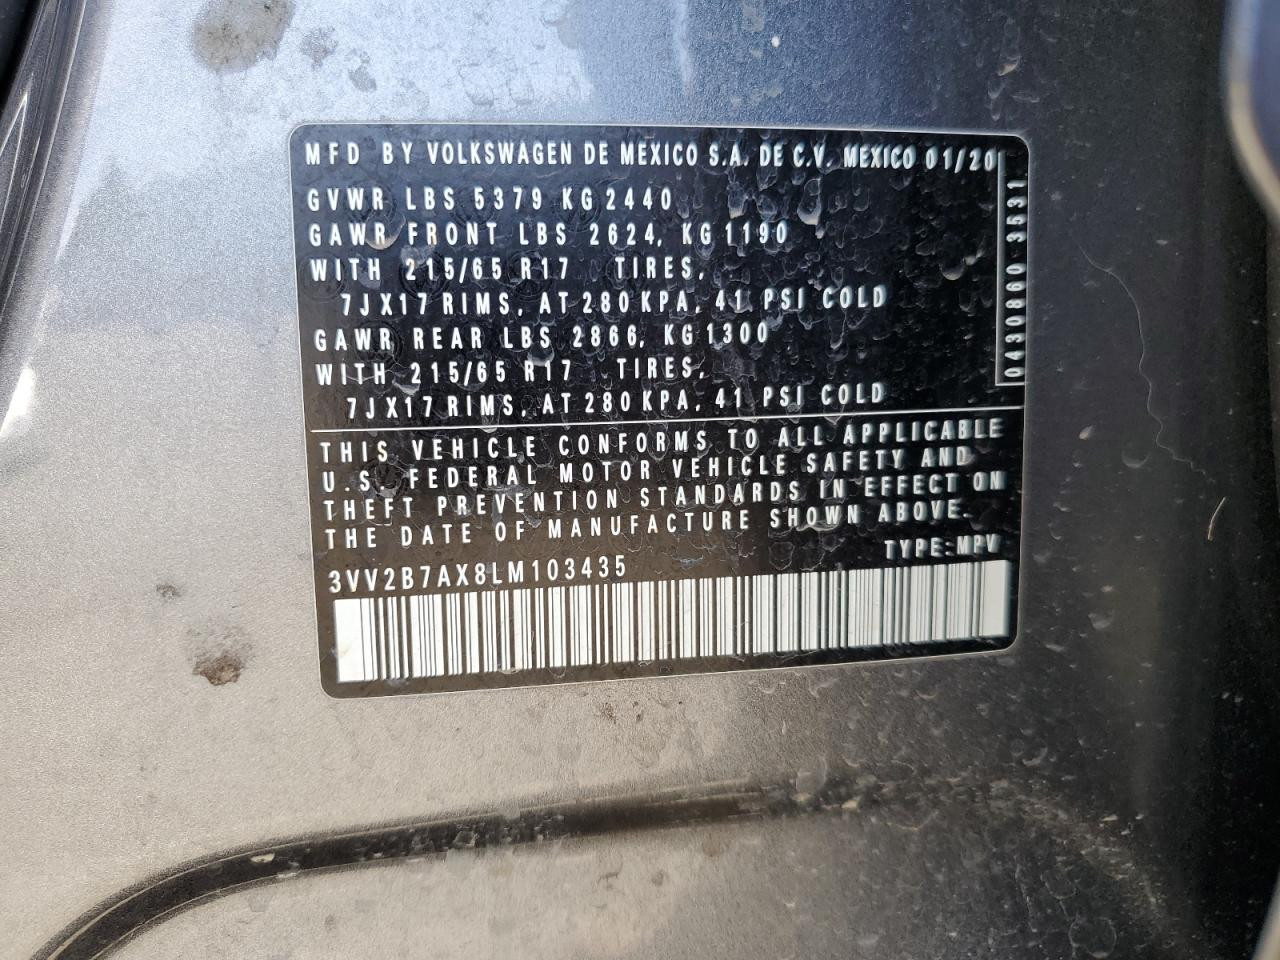 MFD BY VOLKSWAGEN DE MEXICO S.A. DE C.V. MEXICO 01/20
GVWR LBS 5379 KG 2440
GAWR FRONT LBS 2624, KG 1190
WITH 215/65 R17 TIRES,
7JX17 RIMS, AT 280 KPA, 41 PSI COLD
GAWR REAR LBS 2866, KG 1300
WITH 215/65 R17 TIRES,
7JX17 RIMS, AT 280 KPA, 41 PSI COLD
0430860 3531
THIS VEHICLE CONFORMS TO ALL APPLICABLE
U.S. FEDERAL MOTOR VEHICLE SAFETY AND
THEFT PREVENTION STANDARDS IN EFFECT ON
THE DATE OF MANUFACTURE SHOWN ABOVE.
TYPE: MPV
3VV2B7AX8LM103435